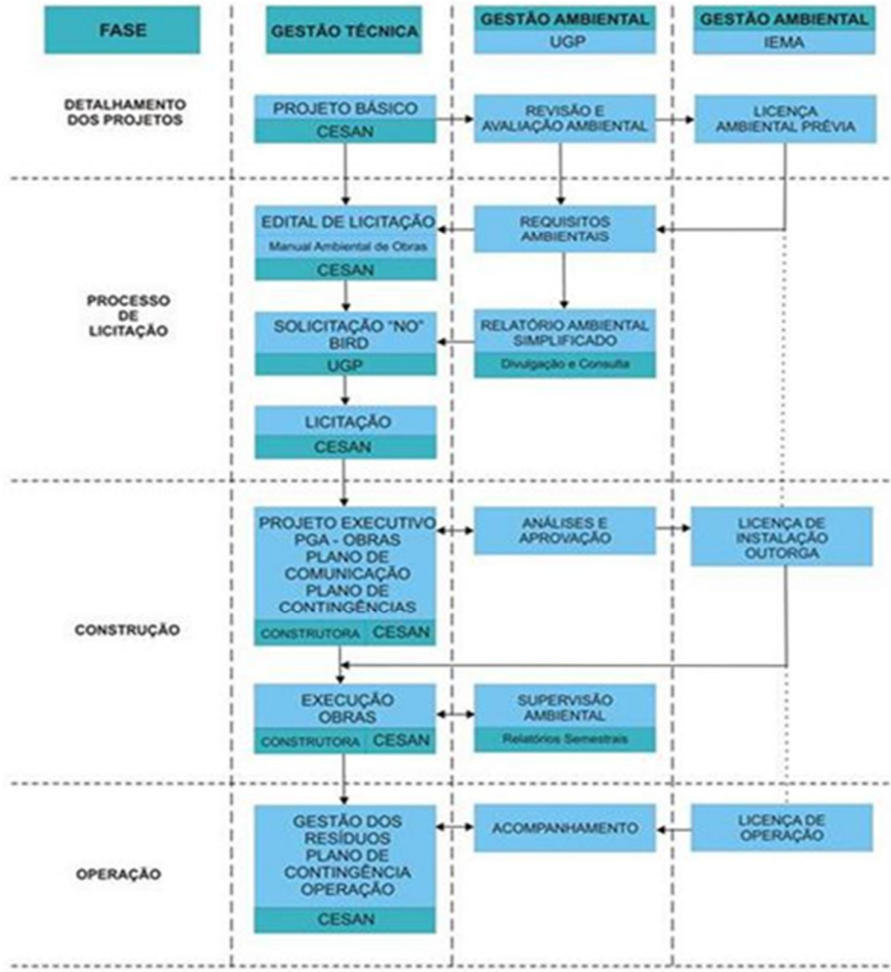 FASE
GESTÃO TÉCNICA
GESTÃO AMBIENTAL
UGP
GESTÃO AMBIENTAL
IEMA
DETALHAMENTO
DOS PROJETOS
PROJETO BÁSICO
CESAN
REVISÃO E
AVALIAÇÃO AMBIENTAL
LICENÇA
AMBIENTAL PRÉVIA
PROCESSO
DE
LICITAÇÃO
EDITAL DE LICITAÇÃO
Manual Ambiental de Obras
CESAN
REQUISITOS
AMBIENTAIS
SOLICITAÇÃO "NO"
BIRD
UGP
RELATÓRIO AMBIENTAL
SIMPLIFICADO
Divulgação e Consulta
LICITAÇÃO
CESAN
CONSTRUÇÃO
PROJETO EXECUTIVO
PGA - OBRAS
PLANO DE
COMUNICAÇÃO
PLANO DE
CONTINGÊNCIAS
CONSTRUTORA CESAN
ANÁLISES E
APROVAÇÃO
LICENÇA DE
INSTALAÇÃO
OUTORGA
EXECUÇÃO
OBRAS
CONSTRUTORA CESAN
SUPERVISÃO
AMBIENTAL
Relatórios Semestrais
OPERAÇÃO
GESTÃO DOS
RESÍDUOS
PLANO DE
CONTINGÊNCIA
OPERAÇÃO
CESAN
ACOMPANHAMENTO
LICENÇA DE
OPERAÇÃO